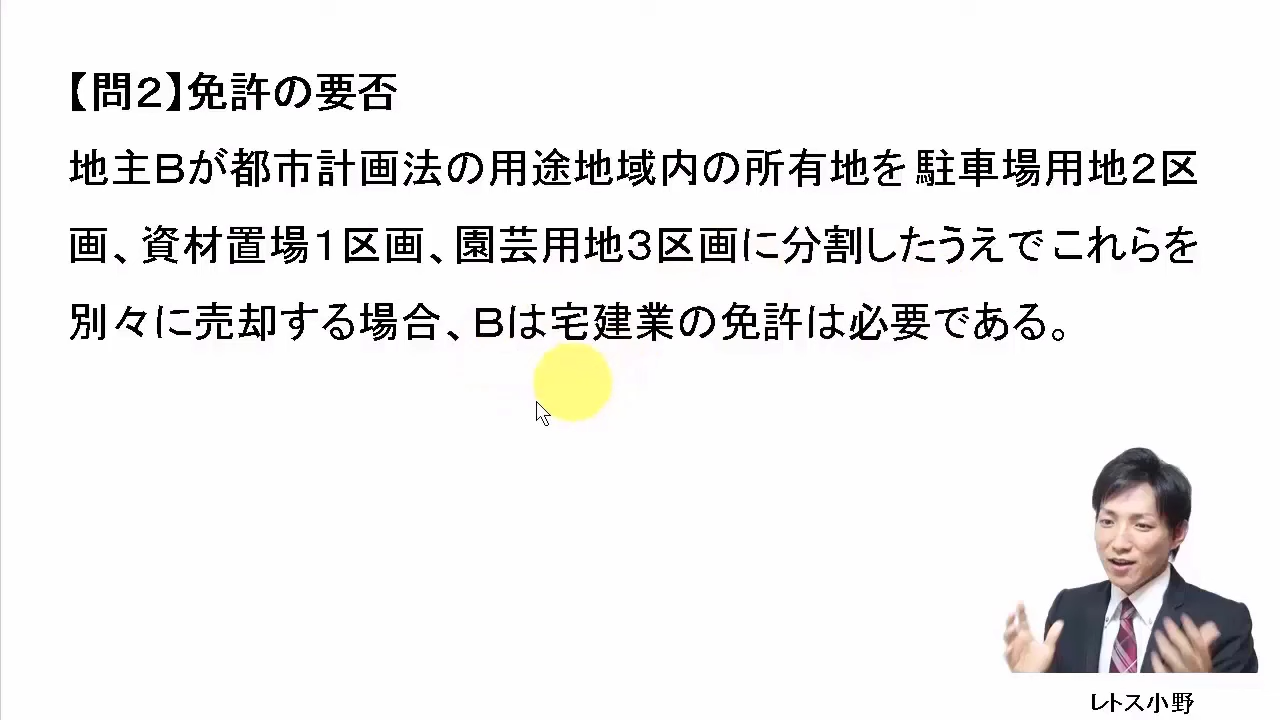 【問２】免許の要否
地主Ｂが都市計画法の用途地域内の所有地を駐車場用地２区
画、資材置場１区画、園芸用地３区画に分割したうえでこれらを
別々に売却する場合、Ｂは宅建業の免許は必要である。
レトス小野